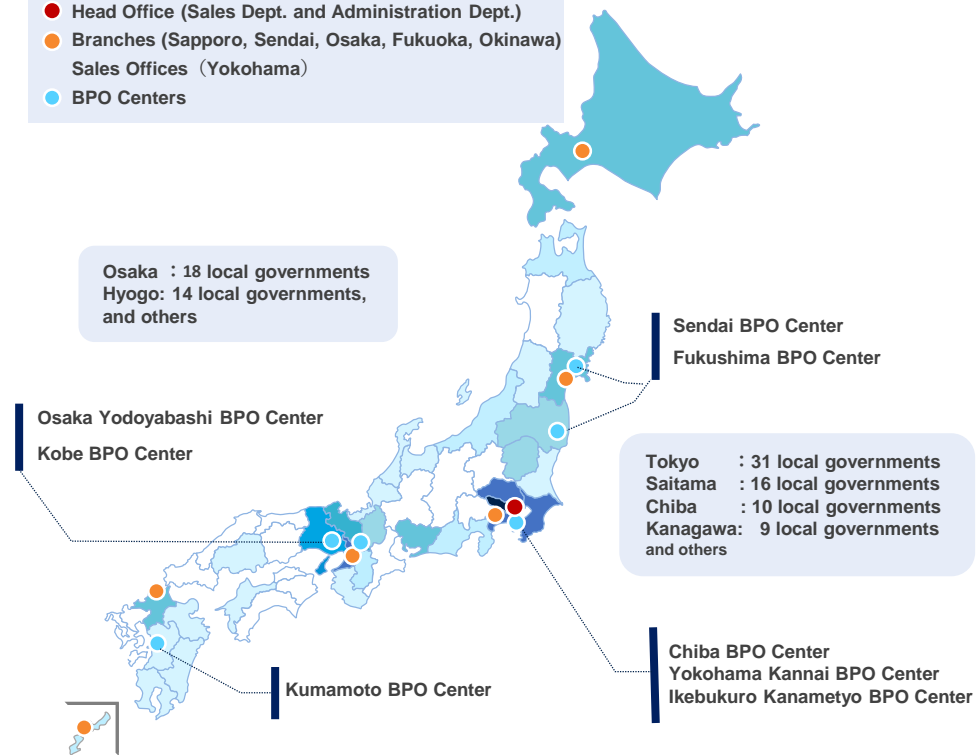 Head Office (Sales Dept. and Administration Dept.)
Branches (Sapporo, Sendai, Osaka, Fukuoka, Okinawa)
Sales Offices（Yokohama）
BPO Centers
Osaka ：18 local governments
Hyogo: 14 local governments,
and others
Sendai BPO Center
Fukushima BPO Center
Osaka Yodoyabashi BPO Center
Kobe BPO Center
Tokyo ：31 local governments
Saitama : 16 local governments
Chiba : 10 local governments
Kanagawa: 9 local governments
and others
Chiba BPO Center
Yokohama Kannai BPO Center
Ikebukuro Kanametyo BPO Center
Kumamoto BPO Center